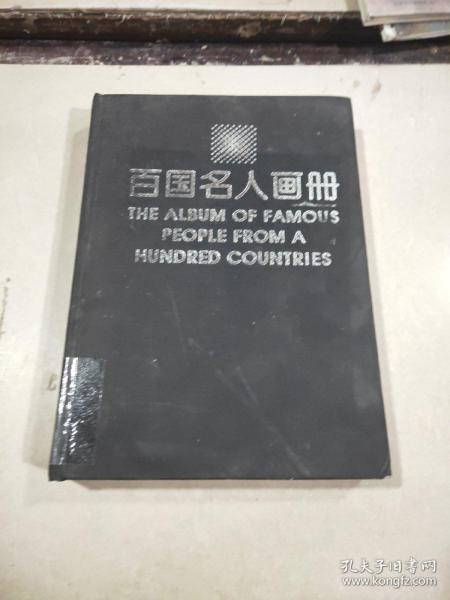 百国名人画册
THE ALBUM OF FAMOUS
PEOPLE FROM A
HUNDRED COUNTRIES
孔夫子旧书网
www.kongfz.com